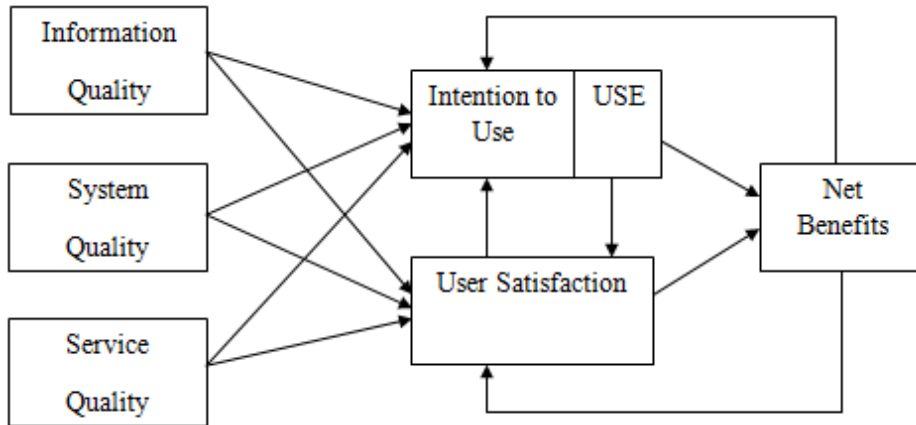 Information
Quality
System
Quality
Service
Quality
Intention to
Use
USE
User Satisfaction
Net
Benefits